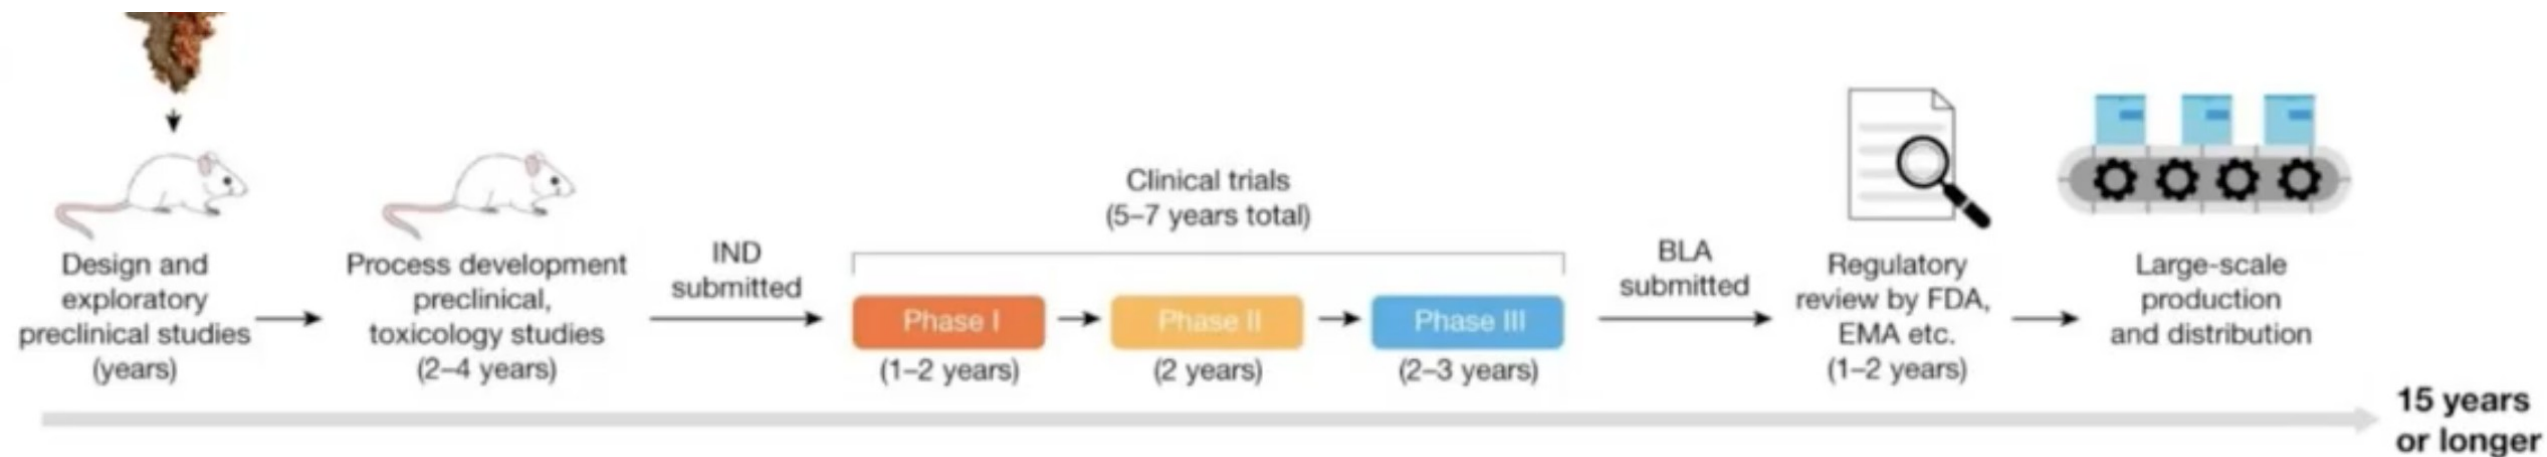 Design and
exploratory
preclinical studies
(years)
Process development
preclinical,
toxicology studies
(2–4 years)
IND
submitted
Clinical trials
(5–7 years total)
Phase I
(1–2 years)
Phase II
(2 years)
Phase III
(2–3 years)
BLA
submitted
Regulatory
review by FDA,
EMA etc.
(1–2 years)
Large-scale
production
and distribution
15 years
or longer